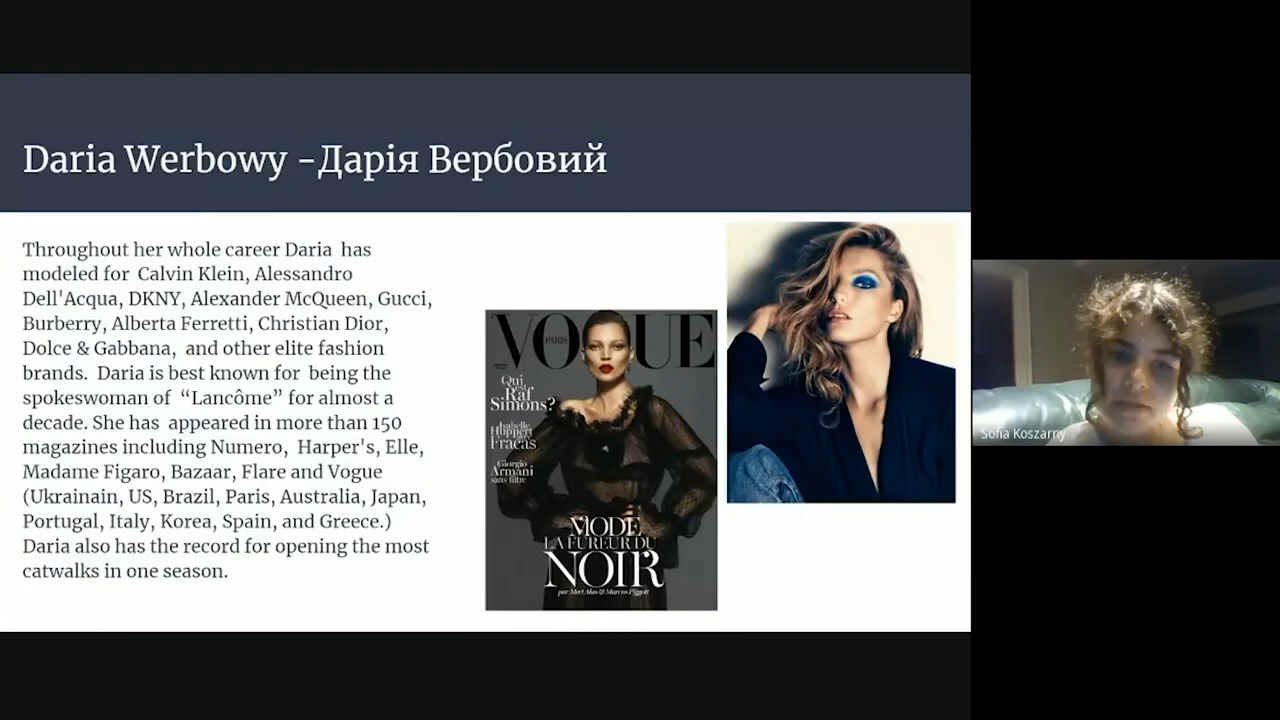 Daria Werbowy -Дарія Вербовий
Throughout her whole career Daria has
modeled for Calvin Klein, Alessandro
Dell'Acqua, DKNY, Alexander McQueen, Gucci,
Burberry, Alberta Ferretti, Christian Dior,
Dolce & Gabbana, and other elite fashion
brands. Daria is best known for being the
spokeswoman of “Lancôme” for almost a
decade. She has appeared in more than 150
magazines including Numero, Harper's, Elle,
Madame Figaro, Bazaar, Flare and Vogue
(Ukrainain, US, Brazil, Paris, Australia, Japan,
Portugal, Italy, Korea, Spain, and Greece.)
Daria also has the record for opening the most
catwalks in one season.
VOGUE
PARIS
Qui
Raf
Simons?
Isabelle
Huppert
Fracas
Giorgio
Armani
sans filtre
MODE
LA FUREUR DU
NOIR
par Mert Alas & Marcus Piggott
Sofia Koszarny